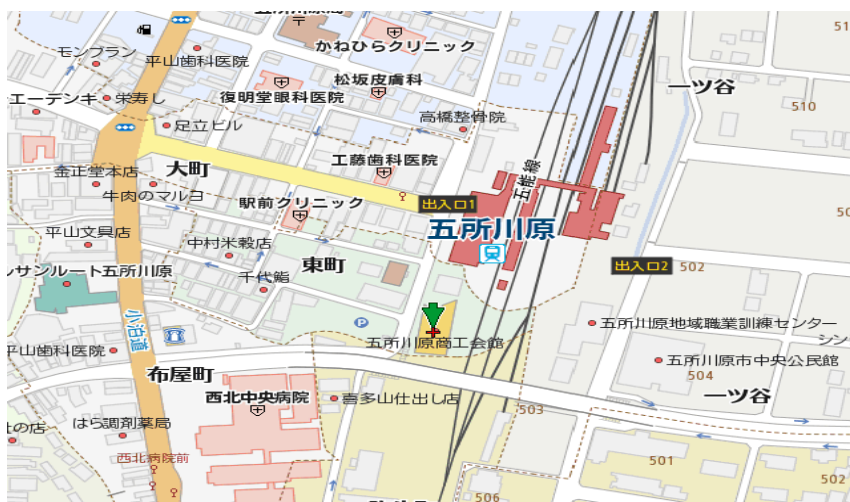 かねひらクリニック
モンブラン
平山歯科医院
松坂皮膚科
エーデンキ
栄寿し
復明堂眼科医院
足立ビル
高橋整骨院
一ツ谷
510
大町
工藤歯科医院
五能線
金正堂本店
牛肉のマルヨ
駅前クリニック
出入口1
五所川原
平山文具店
中村米穀店
東町
出入口2
502
ンサンルート五所川原
千代鮨
小泊道
五所川原商工会館
五所川原地域職業訓練センター
シン
平山歯科医院
布屋町
五所川原市中央公民館
504
西北中央病院
喜多山仕出し店
一ツ谷
503
はら調剤薬局
の店
西北病院前
501
502
506